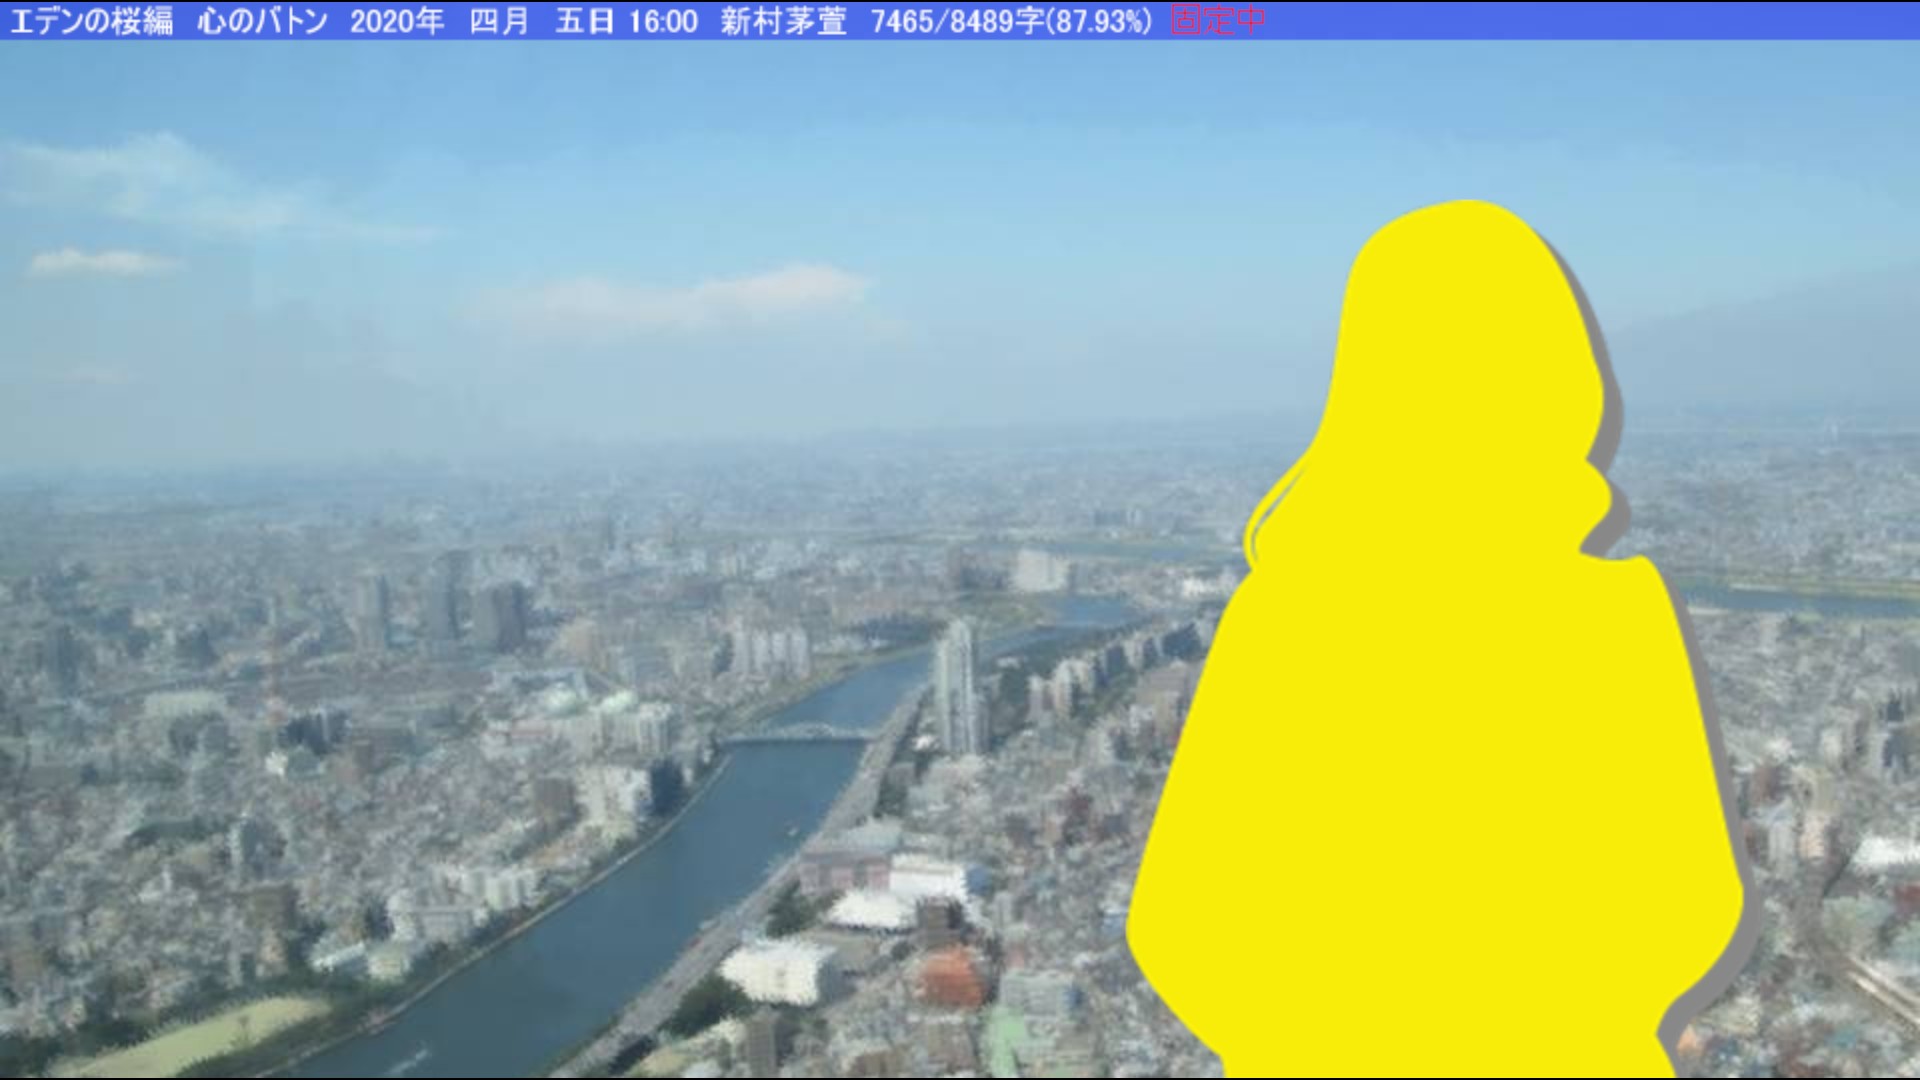 エデンの桜編 心のバトン 2020年 四月 五日 16:00 新村茅萱 7465/8489字(87.93%) 固定中